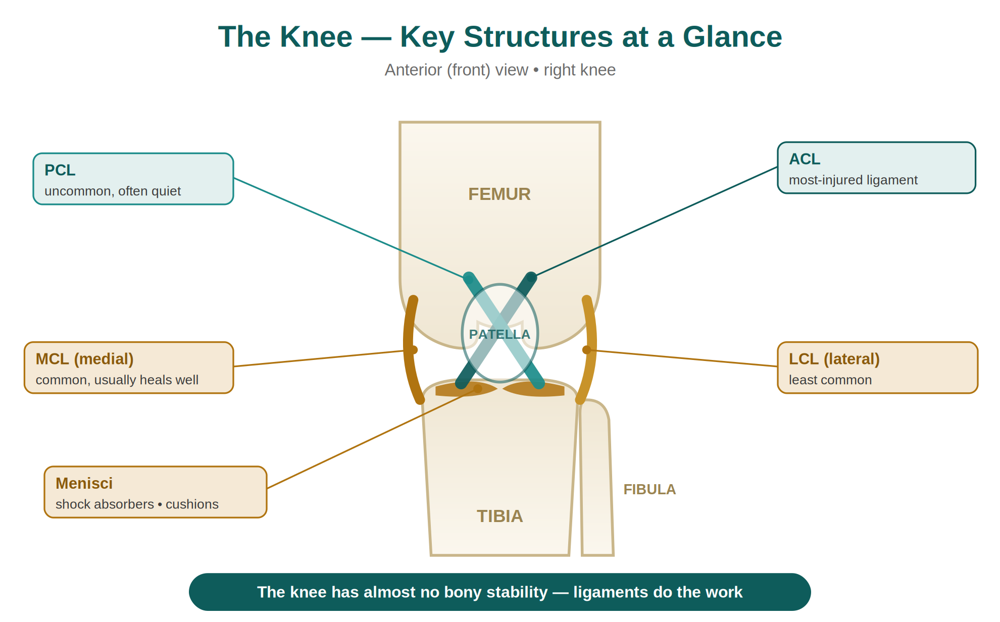 The Knee — Key Structures at a Glance
Anterior (front) view • right knee
PCL
uncommon, often quiet
ACL
most-injured ligament
FEMUR
PATELLA
MCL (medial)
common, usually heals well
LCL (lateral)
least common
Menisci
shock absorbers • cushions
FIBULA
TIBIA
The knee has almost no bony stability — ligaments do the work